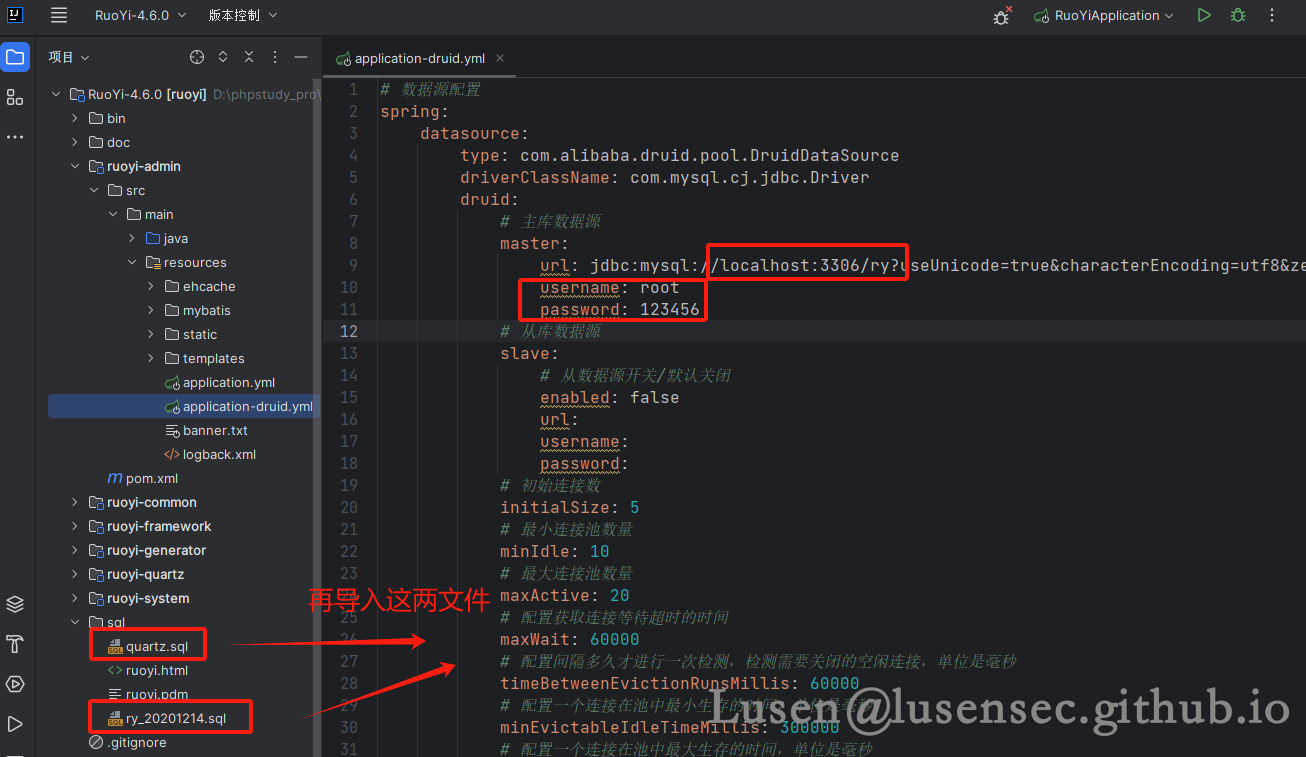 RuoYi-4.6.0
版本控制
RuoYiApplication
项目
RuoYi-4.6.0 [ruoyi] D:\phpstudy_pro\
bin
doc
ruoyi-admin
src
main
java
resources
ehcache
mybatis
static
templates
application.yml
application-druid.yml
banner.txt
logback.xml
pom.xml
ruoyi-common
ruoyi-framework
ruoyi-generator
ruoyi-quartz
ruoyi-system
sql
quartz.sql
ruoyi.html
ruoyi.pdm
ry_20201214.sql
.gitignore
application-druid.yml
1 # 数据源配置
2 spring:
3 datasource:
4 type: com.alibaba.druid.pool.DruidDataSource
5 driverClassName: com.mysql.cj.jdbc.Driver
6 druid:
7 # 主库数据源
8 master:
9 url: jdbc:mysql://localhost:3306/ry?useUnicode=true&characterEncoding=utf8&ze
10 username: root
11 password: 123456
12 # 从库数据源
13 slave:
14 # 从数据源开关/默认关闭
15 enabled: false
16 url:
17 username:
18 password:
19 # 初始连接数
20 initialSize: 5
21 # 最小连接池数量
22 minIdle: 10
23 # 最大连接池数量
24 maxActive: 20
25 # 配置获取连接等待超时的时间
26 maxWait: 60000
27 # 配置间隔多久才进行一次检测，检测需要关闭的空闲连接，单位是毫秒
28 timeBetweenEvictionRunsMillis: 60000
29 # 配置一个连接在池中最小生存的时间，单位是毫秒
30 minEvictableIdleTimeMillis: 300000
31 # 配置一个连接在池中最大生存的时间，单位是毫秒
再导入这两文件
Lusen@lusensec.github.io